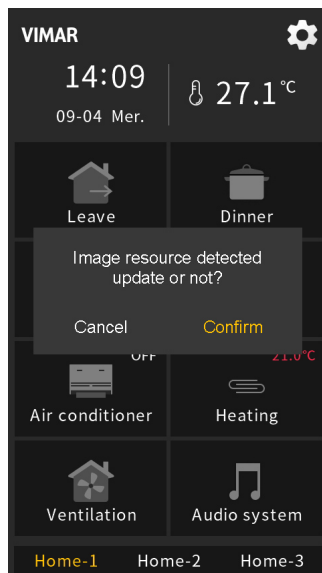 VIMAR
14:09
09-04 Mer.
27.1°C
Leave
Dinner
Image resource detected
update or not?
Cancel
Confirm
OFF
21.0°C
Air conditioner
Heating
Ventilation
Audio system
Home-1
Home-2
Home-3